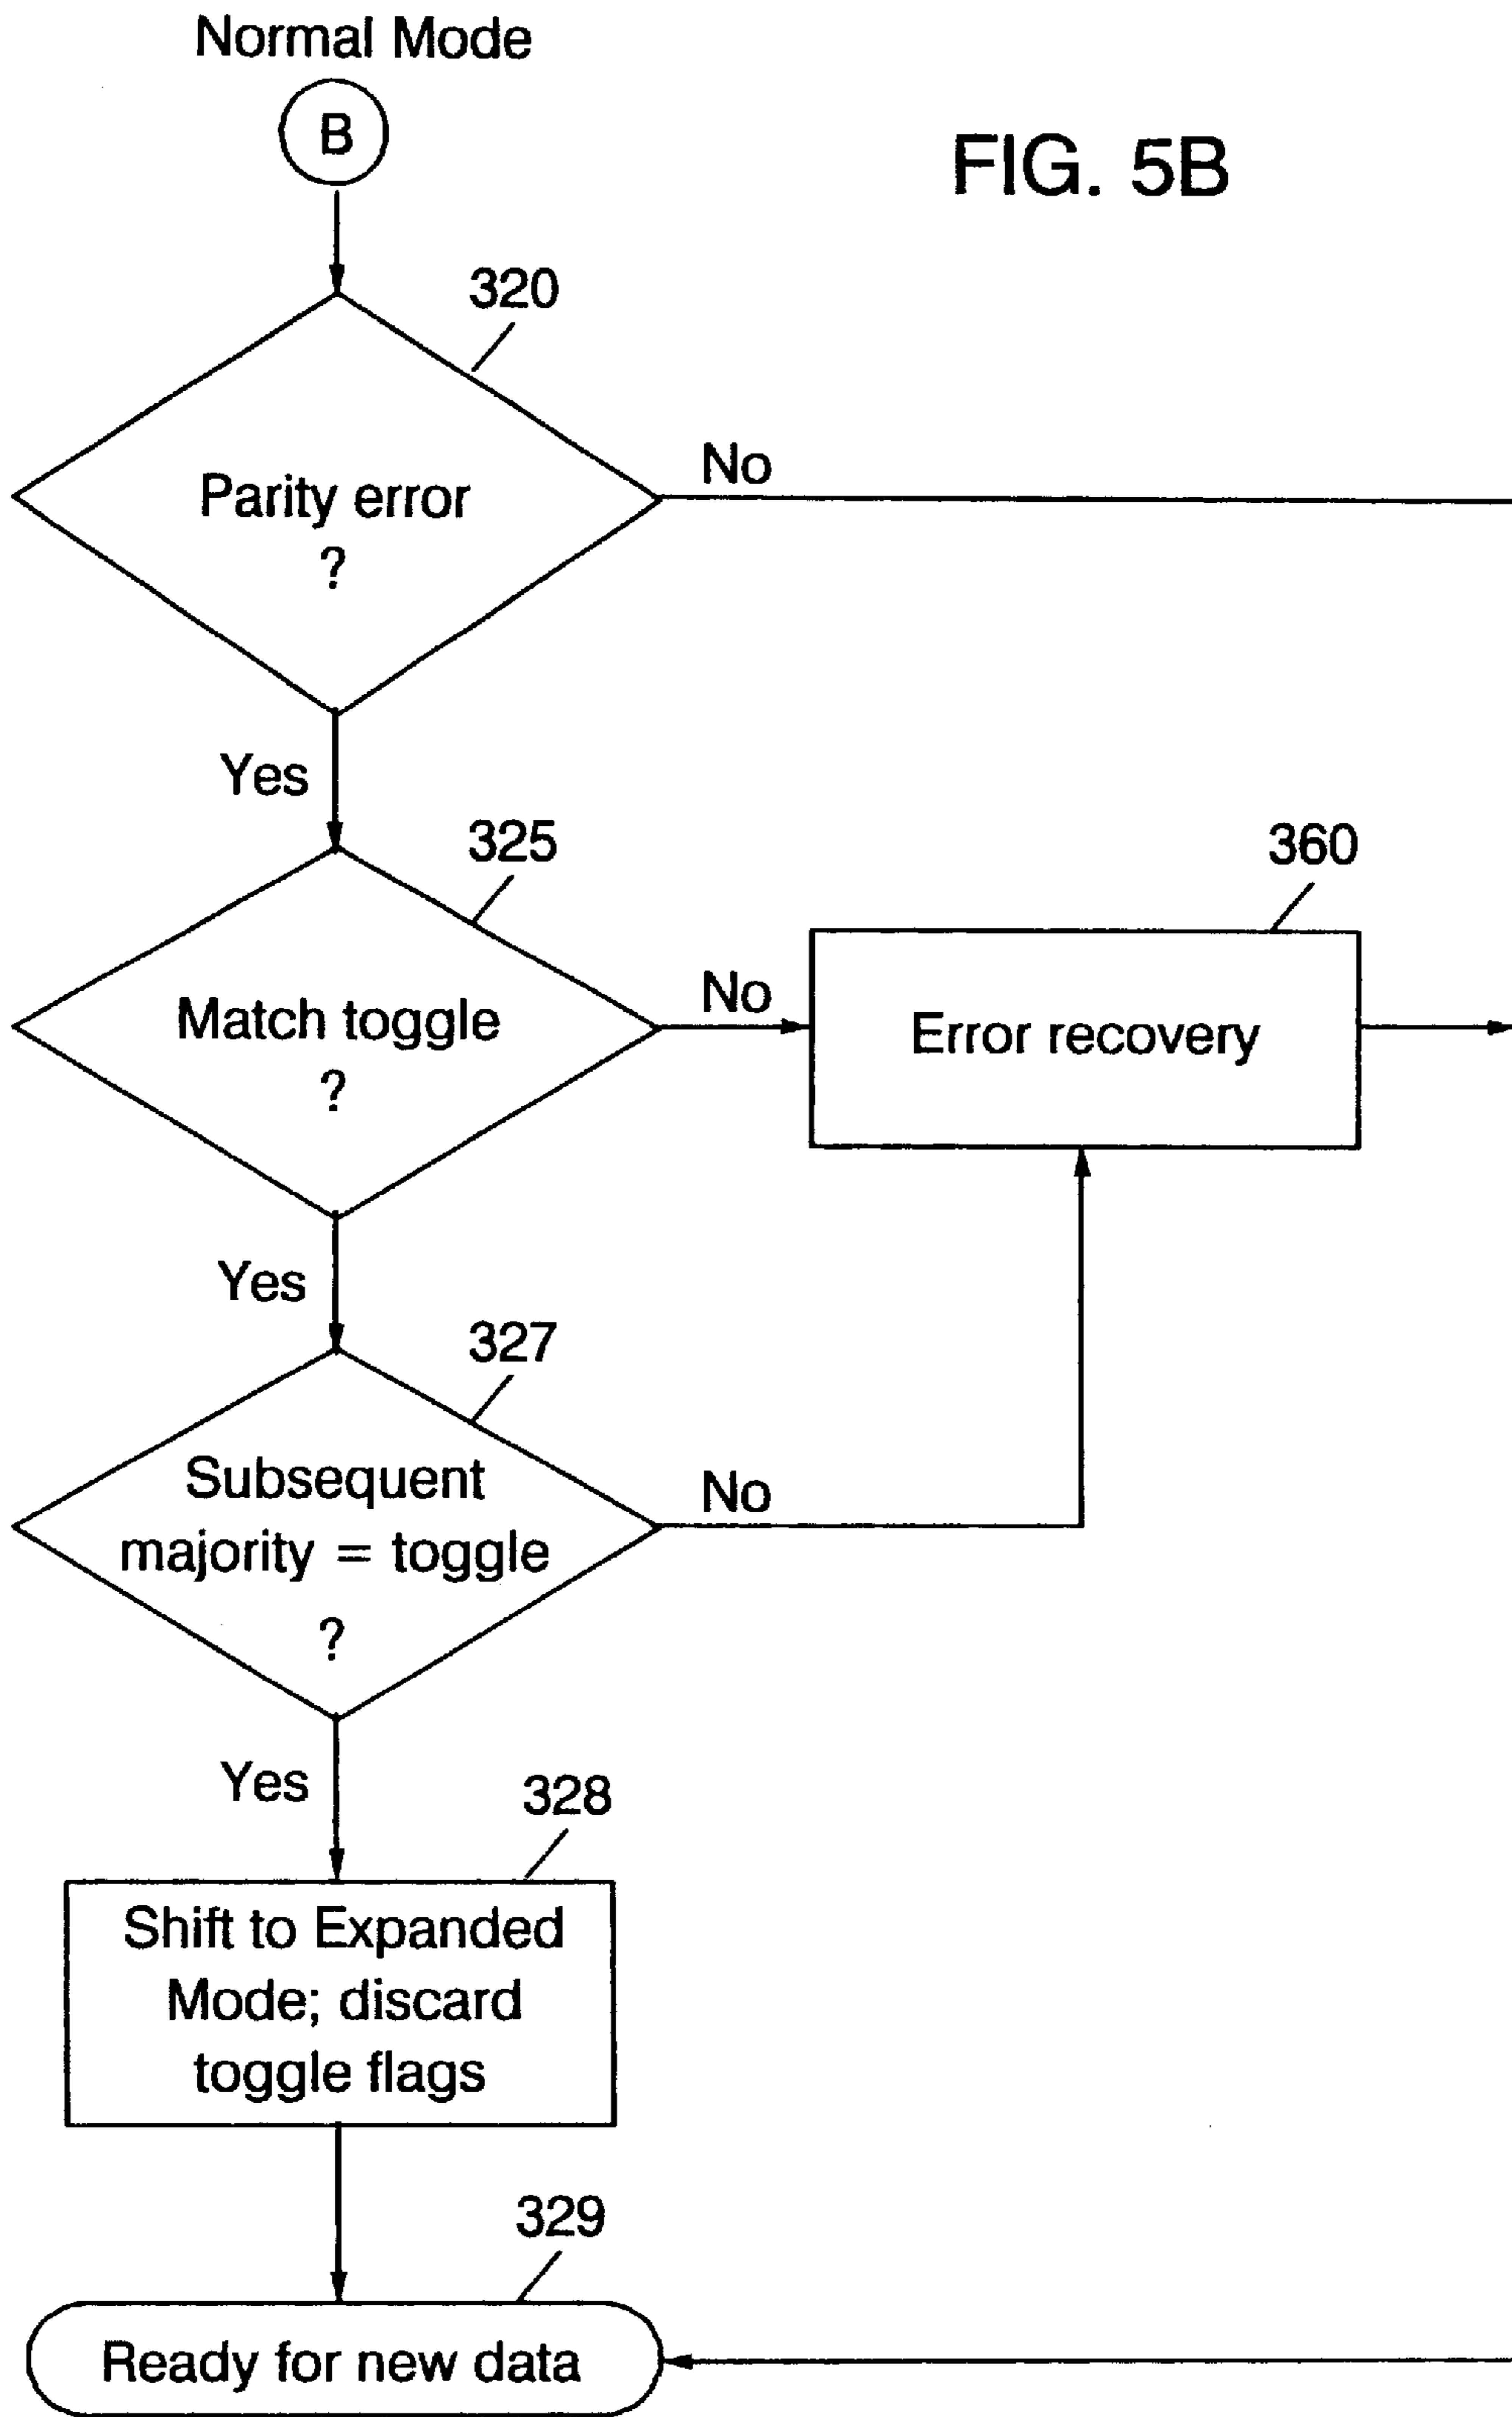 Normal Mode
B
FIG. 5B
320
Parity error
?
No
Yes
325
Match toggle
?
No
360
Error recovery
Yes
327
Subsequent
majority = toggle
?
No
Yes
328
Shift to Expanded
Mode; discard
toggle flags
329
Ready for new data